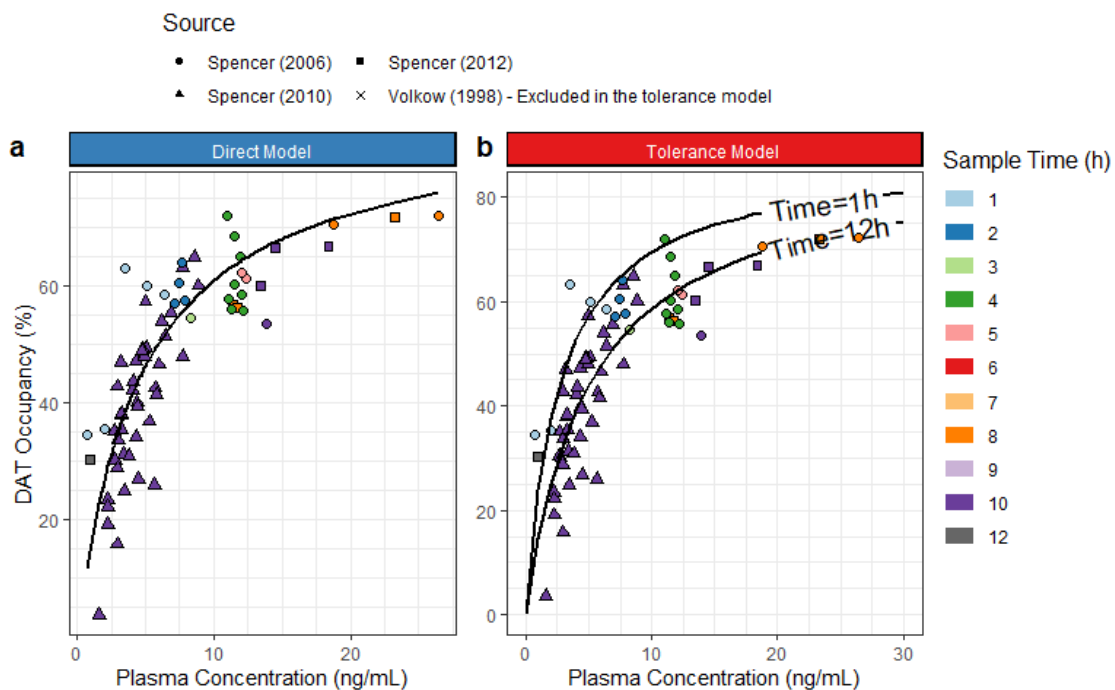 Source
Spencer (2006) Spencer (2012)
Spencer (2010) Volkow (1998) - Excluded in the tolerance model
a Direct Model
b Tolerance Model
DAT Occupancy (%)
60
40
20
0 10 20
Plasma Concentration (ng/mL)
80
60
40
20
0
Time=1h
Time=12h
0 10 20 30
Plasma Concentration (ng/mL)
Sample Time (h)
1
2
3
4
5
6
7
8
9
10
12